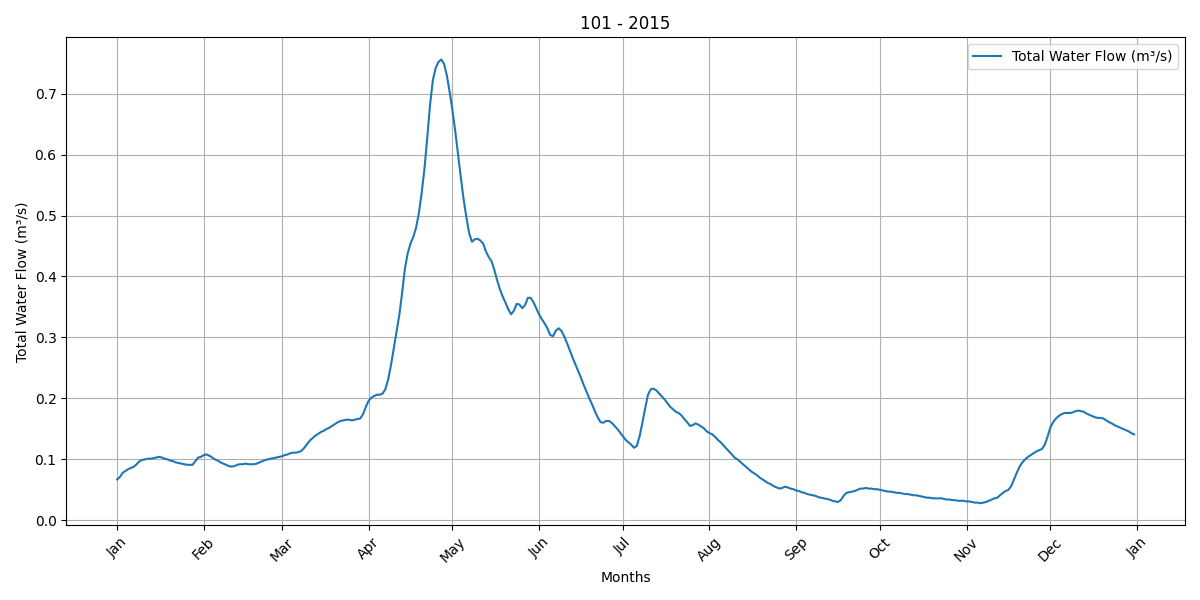 101 - 2015
Total Water Flow (m³/s)
Total Water Flow (m³/s)
0.7
0.6
0.5
0.4
0.3
0.2
0.1
0.0
Jan
Feb
Mar
Apr
May
Jun
Jul
Aug
Sep
Oct
Nov
Dec
Jan
Months